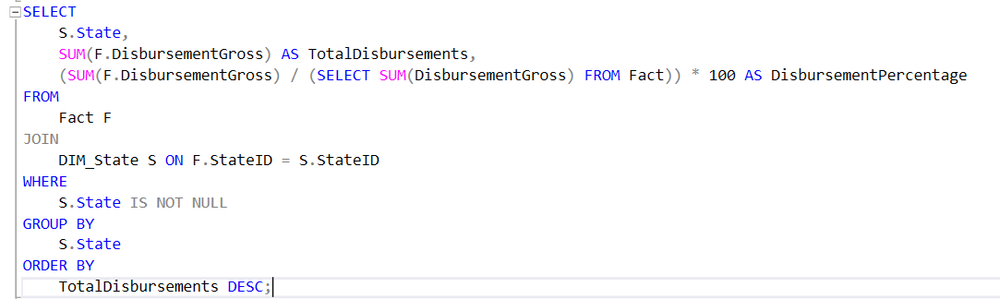 SELECT
S.State,
SUM(F.DisbursementGross) AS TotalDisbursements,
(SUM(F.DisbursementGross) / (SELECT SUM(DisbursementGross) FROM Fact)) * 100 AS DisbursementPercentage
FROM
Fact F
JOIN
DIM_State S ON F.StateID = S.StateID
WHERE
S.State IS NOT NULL
GROUP BY
S.State
ORDER BY
TotalDisbursements DESC;